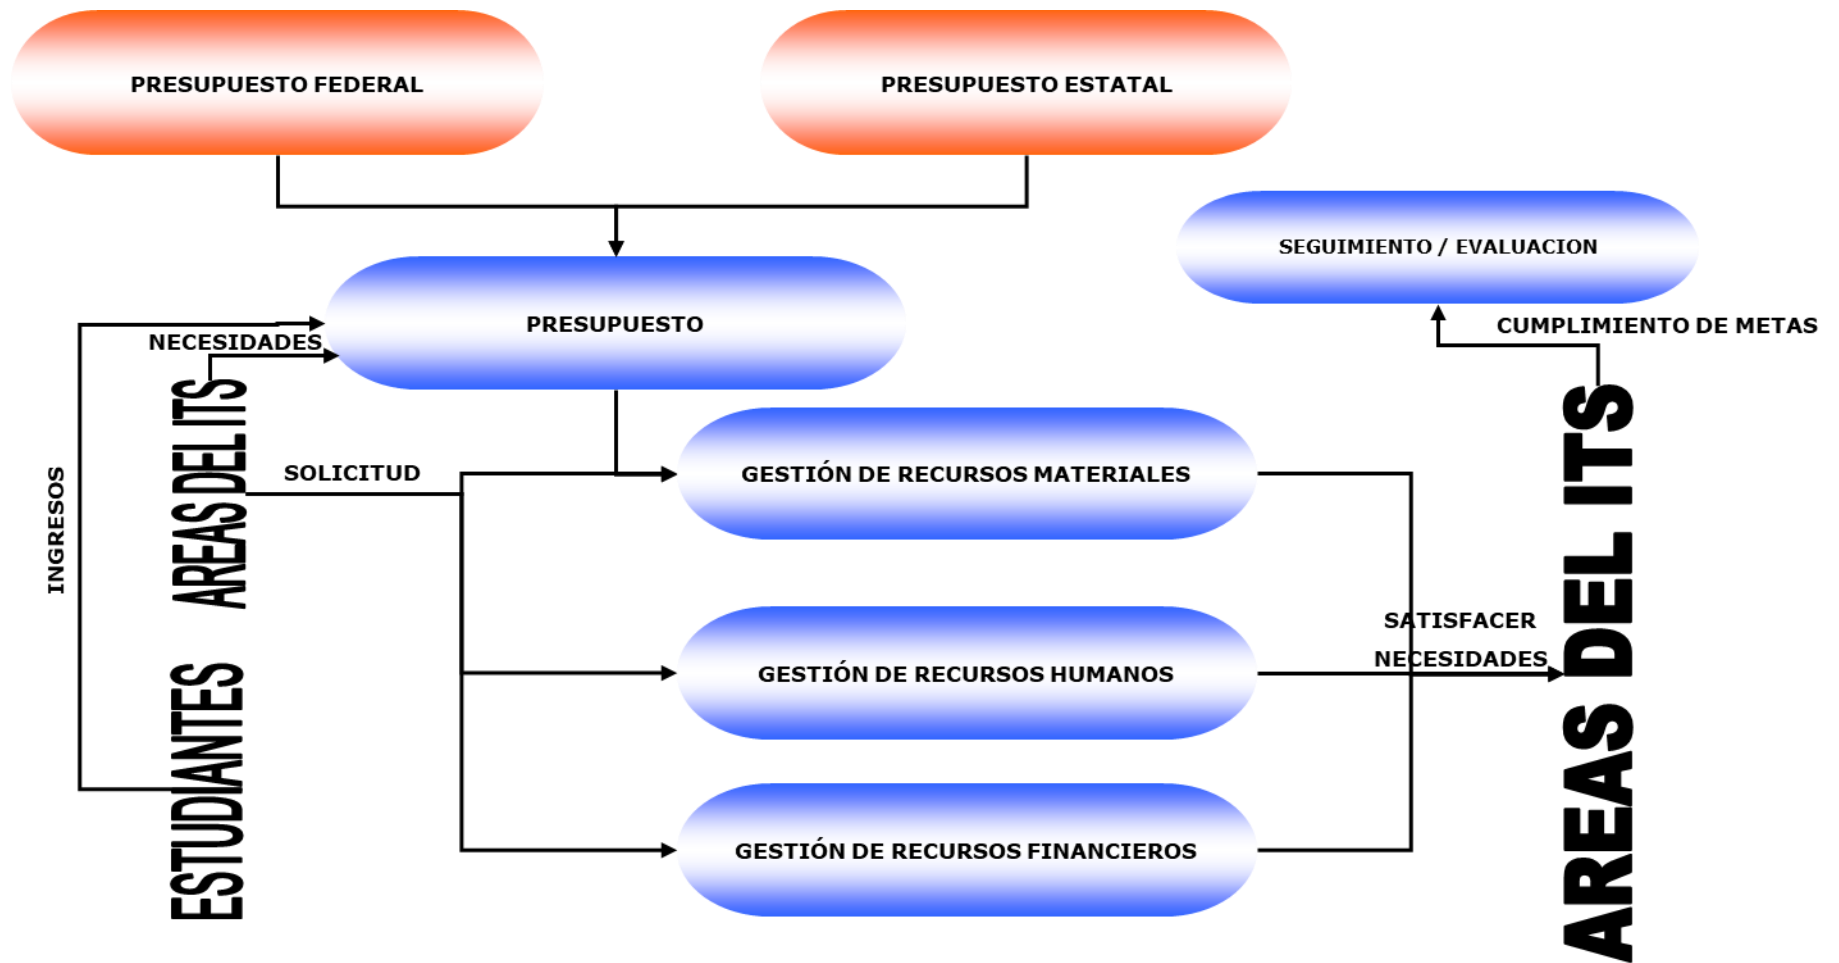 PRESUPUESTO FEDERAL
PRESUPUESTO ESTATAL
SEGUIMIENTO / EVALUACION
PRESUPUESTO
CUMPLIMIENTO DE METAS
NECESIDADES
AREAS DEL ITS
SOLICITUD
INGRESOS
ESTUDIANTES
GESTIÓN DE RECURSOS MATERIALES
GESTIÓN DE RECURSOS HUMANOS
GESTIÓN DE RECURSOS FINANCIEROS
SATISFACER
NECESIDADES
AREAS DEL ITS